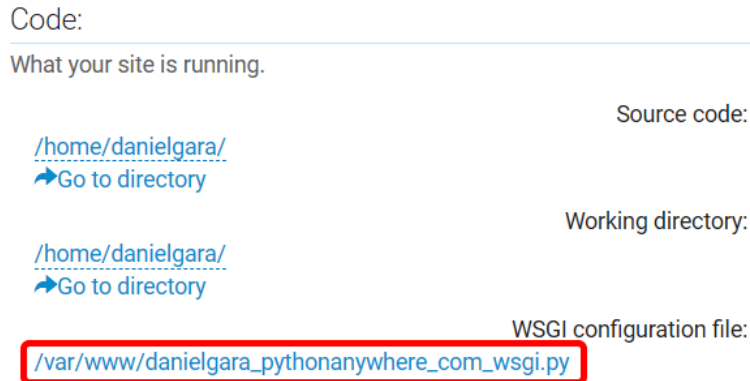 Code:
What your site is running.
Source code:
/home/danielgara/
Go to directory
Working directory:
/home/danielgara/
Go to directory
WSGI configuration file:
/var/www/danielgara_pythonanywhere_com_wsgi.py